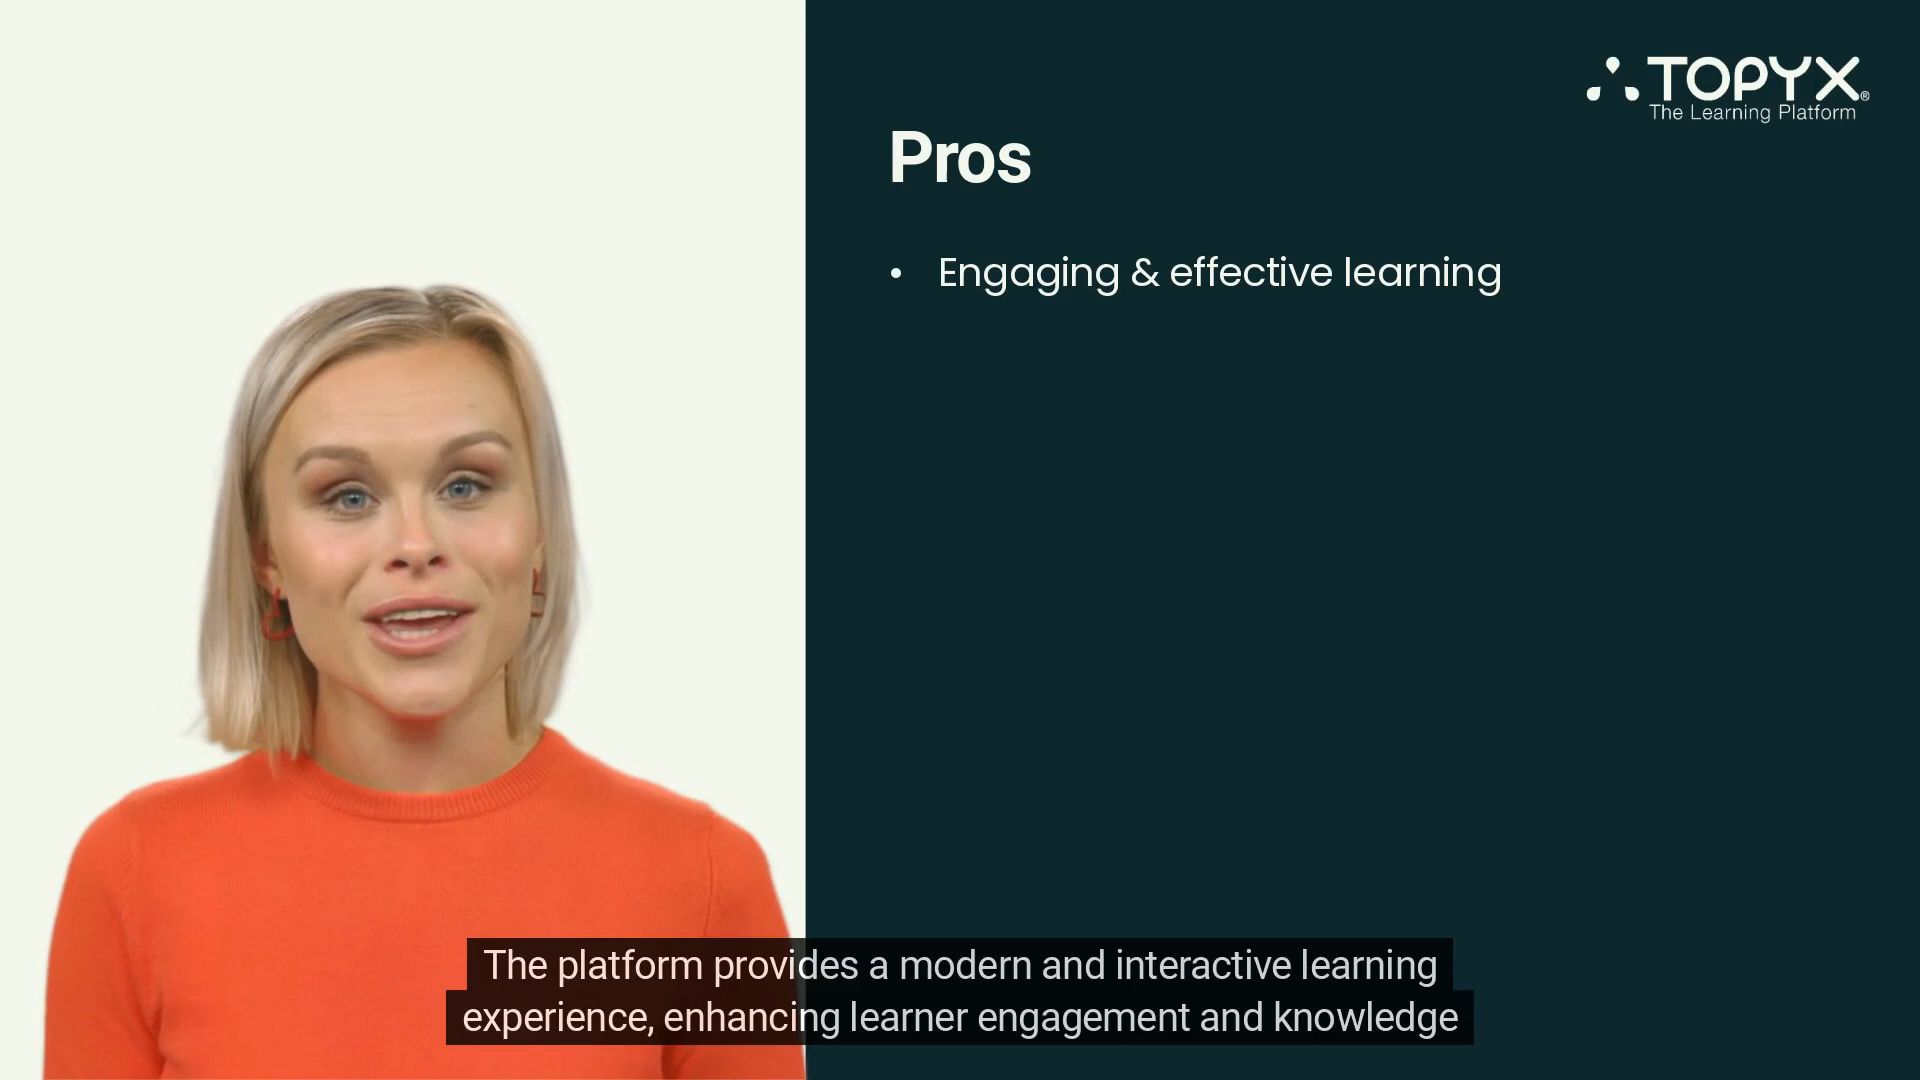 TOPYX®
The Learning Platform
Pros
• Engaging & effective learning
The platform provides a modern and interactive learning
experience, enhancing learner engagement and knowledge